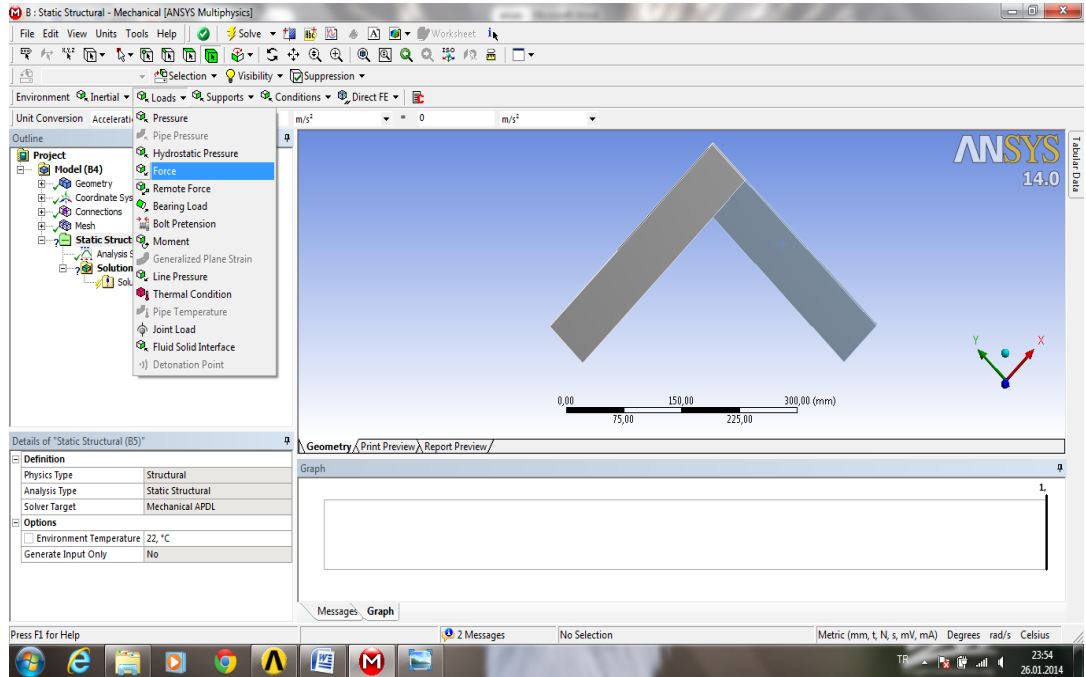 B : Static Structural - Mechanical [ANSYS Multiphysics]
File Edit View Units Tools Help Solve Worksheet
Selection Visibility Suppression
Environment Inertial Loads Supports Conditions Direct FE
Unit Conversion Accelerati m/s² = 0 m/s²
Pressure
Pipe Pressure
Hydrostatic Pressure
Force
Remote Force
Bearing Load
Bolt Pretension
Moment
Generalized Plane Strain
Line Pressure
Thermal Condition
Pipe Temperature
Joint Load
Fluid Solid Interface
Detonation Point
Outline
Project
Model (B4)
Geometry
Coordinate Sys
Connections
Mesh
Static Struct
Analysis S
Solution
Solu
ANSYS
14.0
Tabular Data
Y X
0,00 150,00 300,00 (mm)
75,00 225,00
Geometry Print Preview Report Preview
Details of "Static Structural (B5)"
Definition
Physics Type Structural
Analysis Type Static Structural
Solver Target Mechanical APDL
Options
Environment Temperature 22, °C
Generate Input Only No
Graph
1,
Messages Graph
Press F1 for Help 2 Messages No Selection Metric (mm, t, N, s, mV, mA) Degrees rad/s Celsius
TR 23:54
26.01.2014